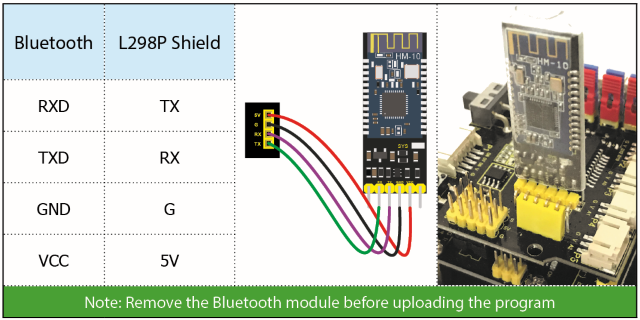 Bluetooth L298P Shield
RXD TX
TXD RX
GND G
VCC 5V
5V
G
RX
TX
HM-10
SYS
HM-10
Note: Remove the Bluetooth module before uploading the program